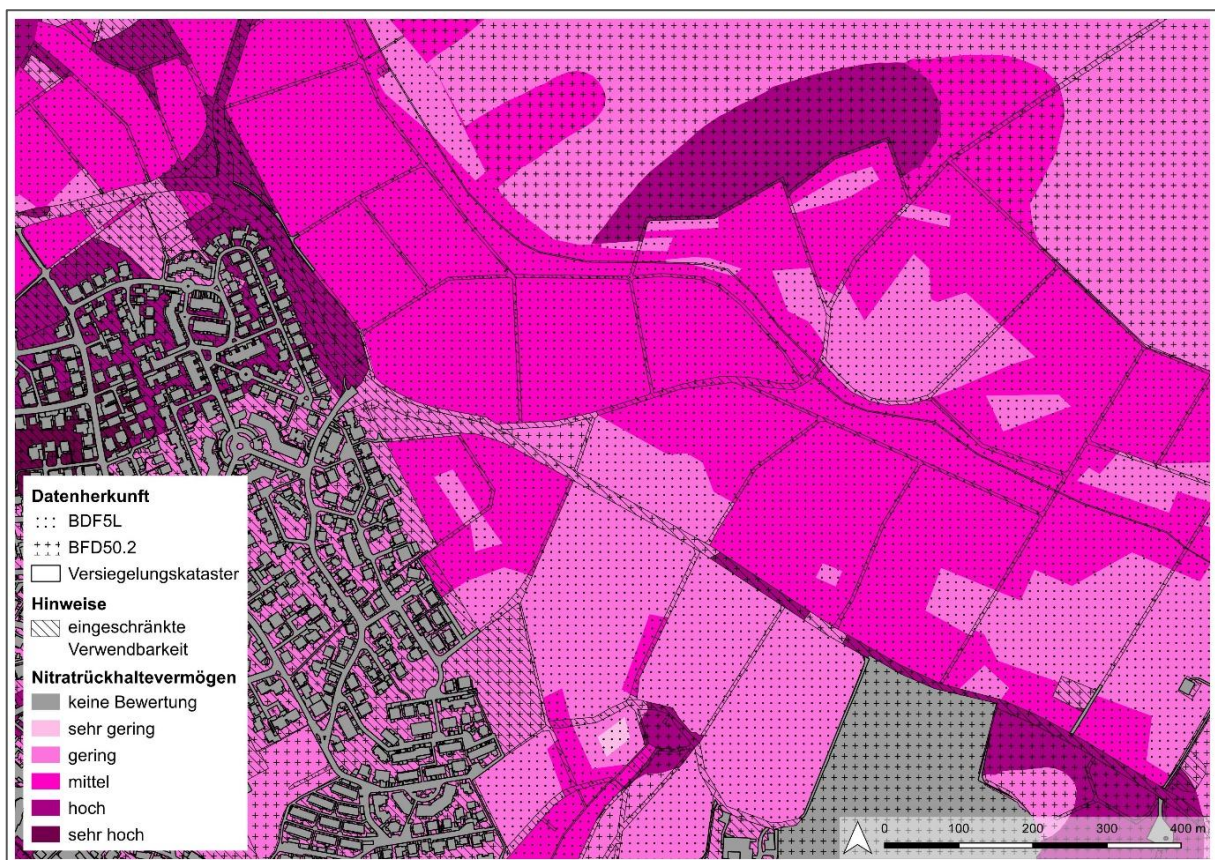 Datenherkunft
BDF5L
BFD50.2
Versiegelungskataster
Hinweise
eingeschränkte
Verwendbarkeit
Nitratrückhaltevermögen
keine Bewertung
sehr gering
gering
mittel
hoch
sehr hoch
0 100 200 300 400 m